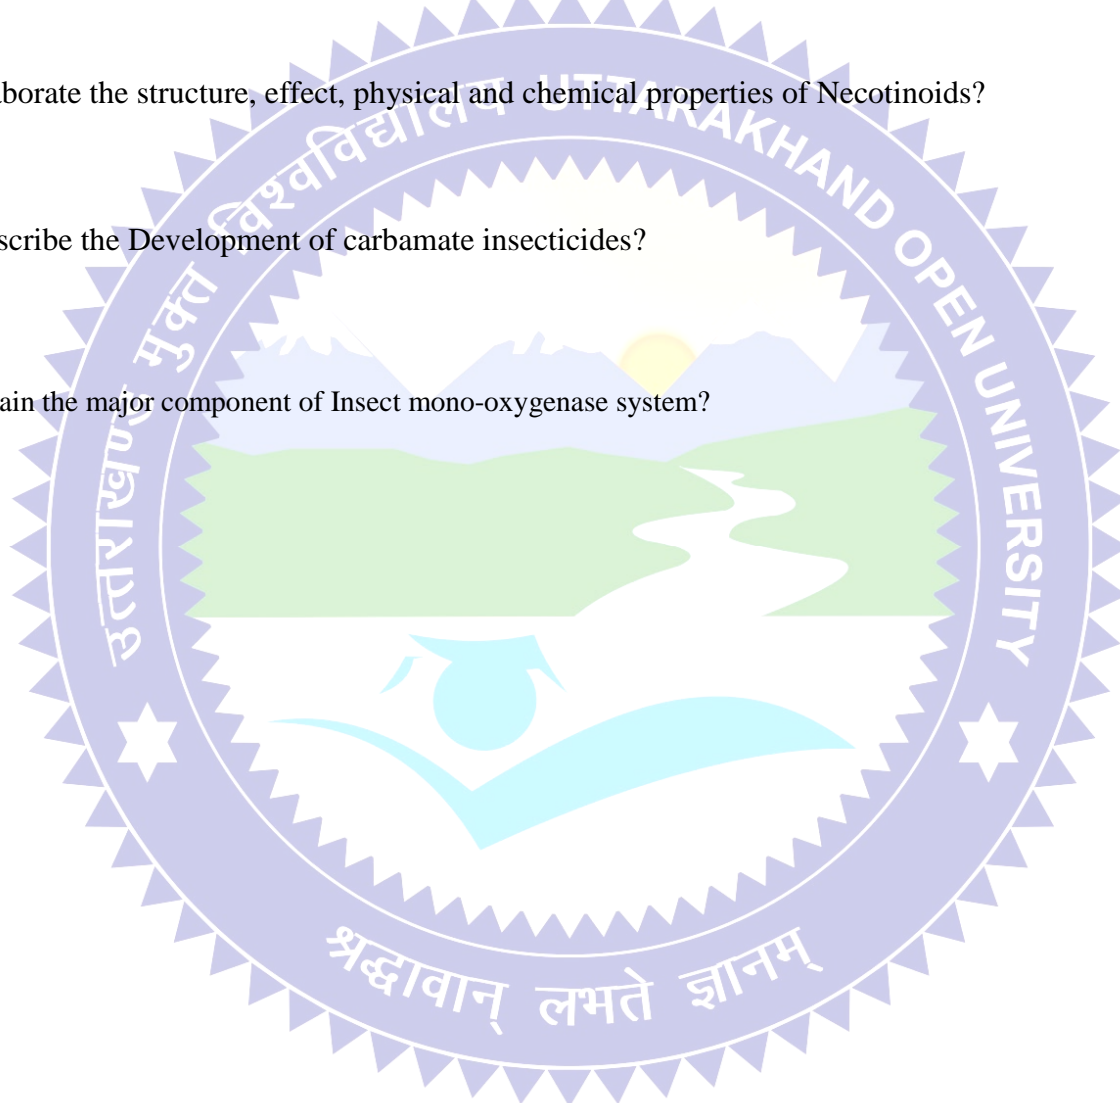 aborate the structure, effect, physical and chemical properties of Necotinoids?
scribe the Development of carbamate insecticides?
ain the major component of Insect mono-oxygenase system?
उत्तराखण्ड मुक्त विश्वविद्यालय UTTARAKHAND OPEN UNIVERSITY
श्रद्धावान् लभते ज्ञानम्